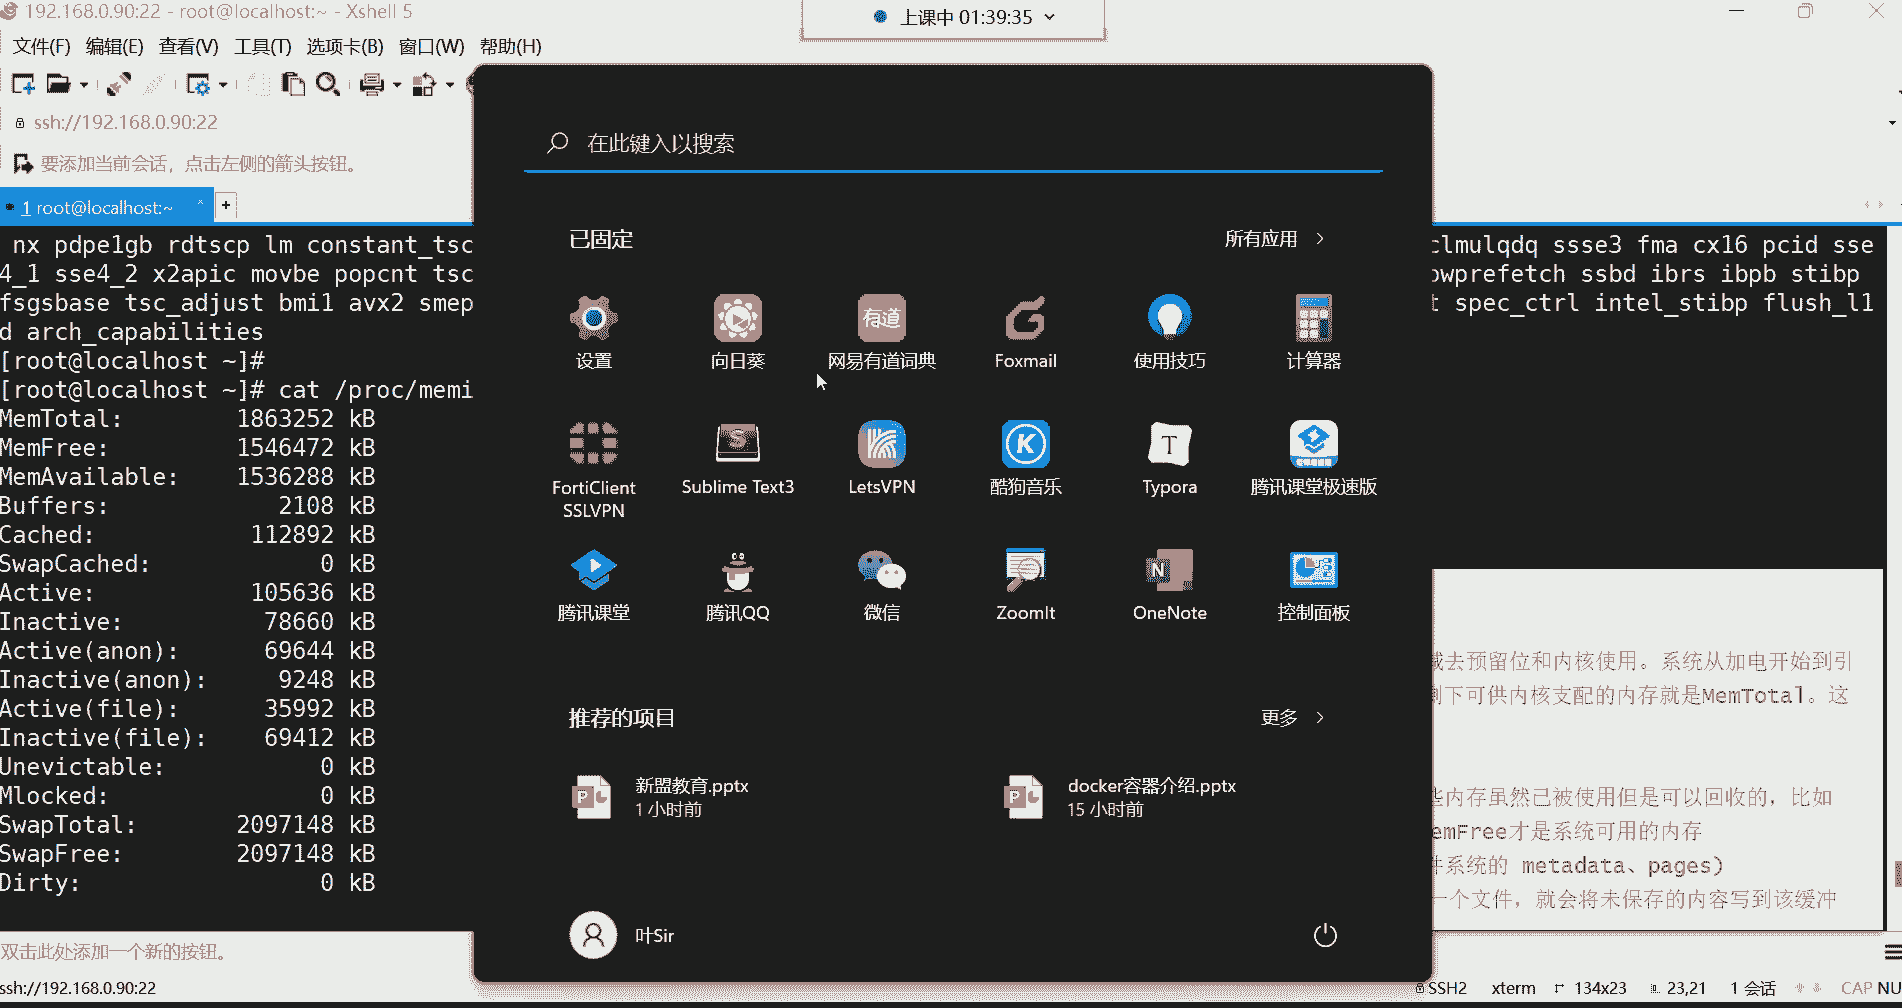 192.168.0.90:22 - root@localhost:~ - Xshell 5
上课中 01:39:35
文件(F) 编辑(E) 查看(V) 工具(T) 选项卡(B) 窗口(W) 帮助(H)
ssh://192.168.0.90:22
要添加当前会话，点击左侧的箭头按钮。
1 root@localhost:~
+
nx pdpe1gb rdtscp lm constant_tsc
clmulqdq ssse3 fma cx16 pcid sse
4_1 sse4_2 x2apic movbe popcnt tsc
owprefetch ssbd ibrs ibpb stibp
fsgsbase tsc_adjust bmi1 avx2 smep
t spec_ctrl intel_stibp flush_l1
d arch_capabilities
[root@localhost ~]#
[root@localhost ~]# cat /proc/memi
MemTotal: 1863252 kB
MemFree: 1546472 kB
MemAvailable: 1536288 kB
Buffers: 2108 kB
Cached: 112892 kB
SwapCached: 0 kB
Active: 105636 kB
Inactive: 78660 kB
Active(anon): 69644 kB
Inactive(anon): 9248 kB
Active(file): 35992 kB
Inactive(file): 69412 kB
Unevictable: 0 kB
Mlocked: 0 kB
SwapTotal: 2097148 kB
SwapFree: 2097148 kB
Dirty: 0 kB
在此键入以搜索
已固定
所有应用
设置
向日葵
有道
网易有道词典
Foxmail
使用技巧
计算器
FortiClient
SSLVPN
Sublime Text3
LetsVPN
酷狗音乐
Typora
腾讯课堂极速版
腾讯课堂
腾讯QQ
微信
ZoomIt
OneNote
控制面板
推荐的项目
更多
新盟教育.pptx
1 小时前
docker容器介绍.pptx
15 小时前
叶Sir
去预留位和内核使用。系统从加电开始到引
下可供内核支配的内存就是MemTotal。这
些内存虽然已被使用但是可以回收的，比如
emFree才是系统可用的内存
件系统的 metadata、pages)
一个文件，就会将未保存的内容写到该缓冲
双击此处添加一个新的按钮。
ssh://192.168.0.90:22
SSH2 xterm 134x23 23,21 1 会话 CAP NU